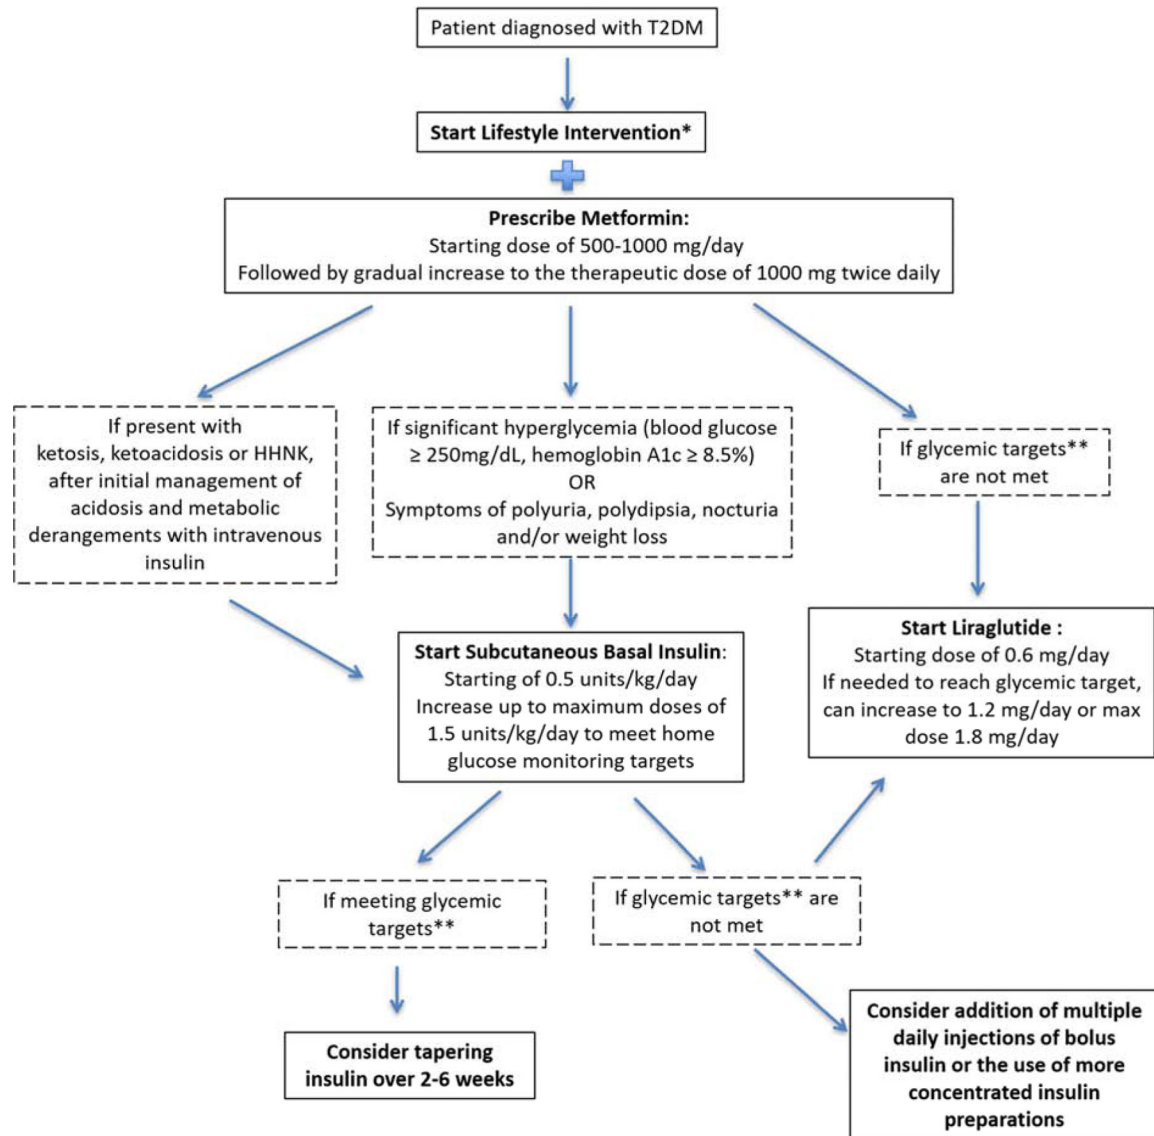 Patient diagnosed with T2DM
Start Lifestyle Intervention*
Prescribe Metformin:
Starting dose of 500-1000 mg/day
Followed by gradual increase to the therapeutic dose of 1000 mg twice daily
If present with
ketosis, ketoacidosis or HHNK,
after initial management of
acidosis and metabolic
derangements with intravenous
insulin
If significant hyperglycemia (blood glucose
≥ 250mg/dL, hemoglobin A1c ≥ 8.5%)
OR
Symptoms of polyuria, polydipsia, nocturia
and/or weight loss
If glycemic targets**
are not met
Start Subcutaneous Basal Insulin:
Starting of 0.5 units/kg/day
Increase up to maximum doses of
1.5 units/kg/day to meet home
glucose monitoring targets
Start Liraglutide :
Starting dose of 0.6 mg/day
If needed to reach glycemic target,
can increase to 1.2 mg/day or max
dose 1.8 mg/day
If meeting glycemic
targets**
If glycemic targets** are
not met
Consider tapering
insulin over 2-6 weeks
Consider addition of multiple
daily injections of bolus
insulin or the use of more
concentrated insulin
preparations